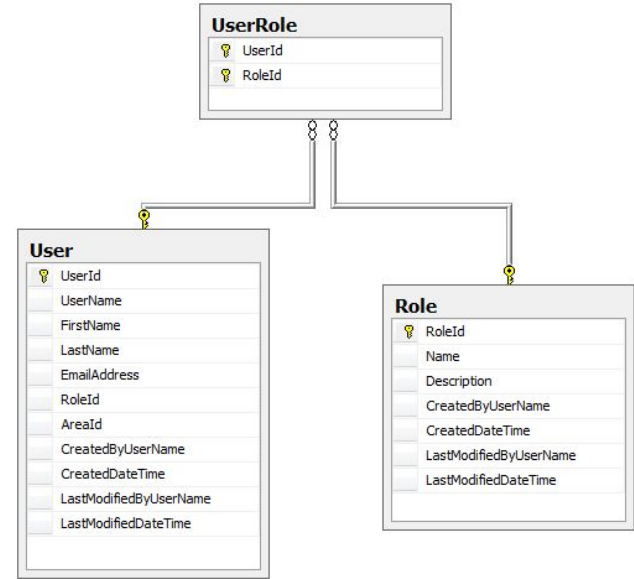 UserRole
UserId
RoleId
User
UserId
UserName
FirstName
LastName
EmailAddress
RoleId
AreaId
CreatedByUserName
CreatedDateTime
LastModifiedByUserName
LastModifiedDateTime
Role
RoleId
Name
Description
CreatedByUserName
CreatedDateTime
LastModifiedByUserName
LastModifiedDateTime